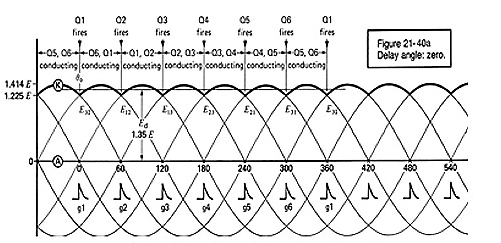 Q1 Q2 Q3 Q4 Q5 Q6 Q1
fires fires fires fires fires fires fires
Figure 21-40a
Delay angle: zero.
Q5, Q6 Q6, Q1 Q1, Q2 Q2, Q3 Q3, Q4 Q4, Q5 Q5, Q6
conducting conducting conducting conducting conducting conducting conducting
θ₀
1.414 E K
1.225 E
E32 E12 E13 E23 E21 E31 E32
Ed
1.35 E
0 A 0 60 120 180 240 300 360 420 480 540
g1 g2 g3 g4 g5 g6 g1